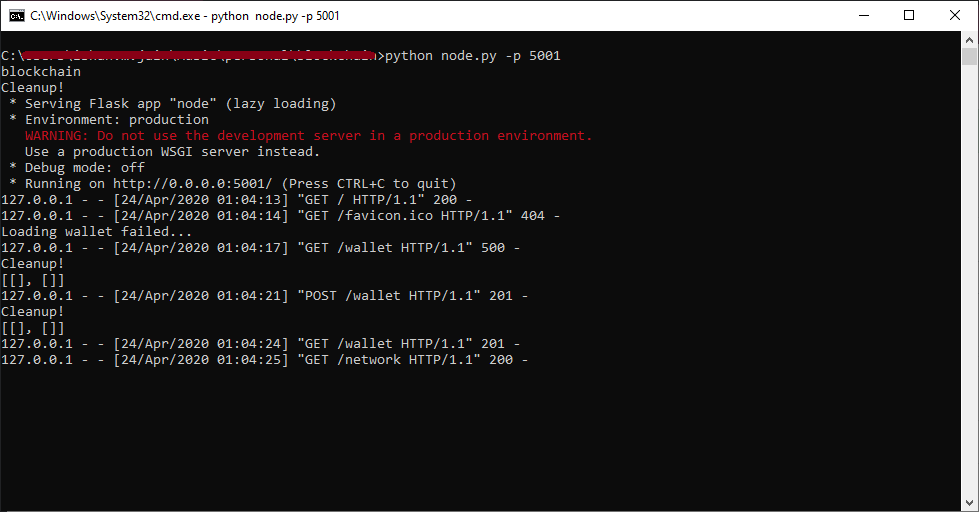 C:\Windows\System32\cmd.exe - python  node.py -p 5001
C:\>python node.py -p 5001
blockchain
Cleanup!
 * Serving Flask app "node" (lazy loading)
 * Environment: production
   WARNING: Do not use the development server in a production environment.
   Use a production WSGI server instead.
 * Debug mode: off
 * Running on http://0.0.0.0:5001/ (Press CTRL+C to quit)
127.0.0.1 - - [24/Apr/2020 01:04:13] "GET / HTTP/1.1" 200 -
127.0.0.1 - - [24/Apr/2020 01:04:14] "GET /favicon.ico HTTP/1.1" 404 -
Loading wallet failed...
127.0.0.1 - - [24/Apr/2020 01:04:17] "GET /wallet HTTP/1.1" 500 -
Cleanup!
[[], []]
127.0.0.1 - - [24/Apr/2020 01:04:21] "POST /wallet HTTP/1.1" 201 -
Cleanup!
[[], []]
127.0.0.1 - - [24/Apr/2020 01:04:24] "GET /wallet HTTP/1.1" 201 -
127.0.0.1 - - [24/Apr/2020 01:04:25] "GET /network HTTP/1.1" 200 -